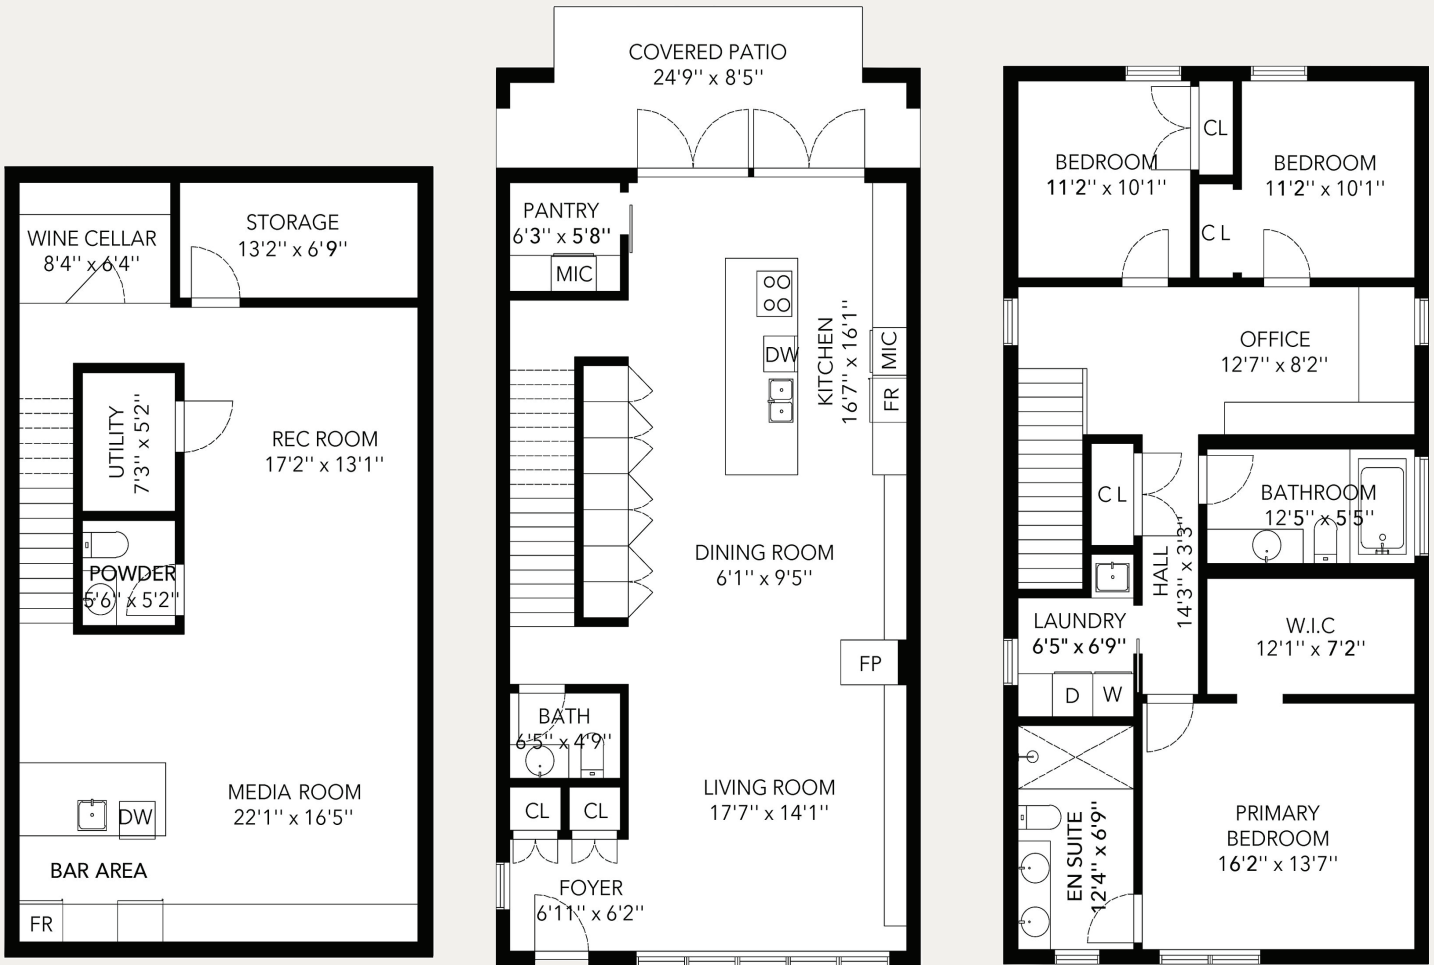 WINE CELLAR
8'4'' x 6'4''
STORAGE
13'2'' x 6'9''
UTILITY
7'3'' x 5'2''
REC ROOM
17'2'' x 13'1''
POWDER
5'6'' x 5'2''
MEDIA ROOM
22'1'' x 16'5''
DW
BAR AREA
FR
COVERED PATIO
24'9'' x 8'5''
PANTRY
6'3'' x 5'8''
MIC
KITCHEN
16'7'' x 16'1''
DW
MIC
FR
DINING ROOM
6'1'' x 9'5''
FP
BATH
6'5'' x 4'9''
LIVING ROOM
17'7'' x 14'1''
CL
CL
FOYER
6'11'' x 6'2''
BEDROOM
11'2'' x 10'1''
CL
BEDROOM
11'2'' x 10'1''
CL
OFFICE
12'7'' x 8'2''
CL
BATHROOM
12'5'' x 5'5''
HALL
14'3'' x 3'3''
LAUNDRY
6'5'' x 6'9''
D
W
W.I.C
12'1'' x 7'2''
EN SUITE
12'4'' x 6'9''
PRIMARY
BEDROOM
16'2'' x 13'7''